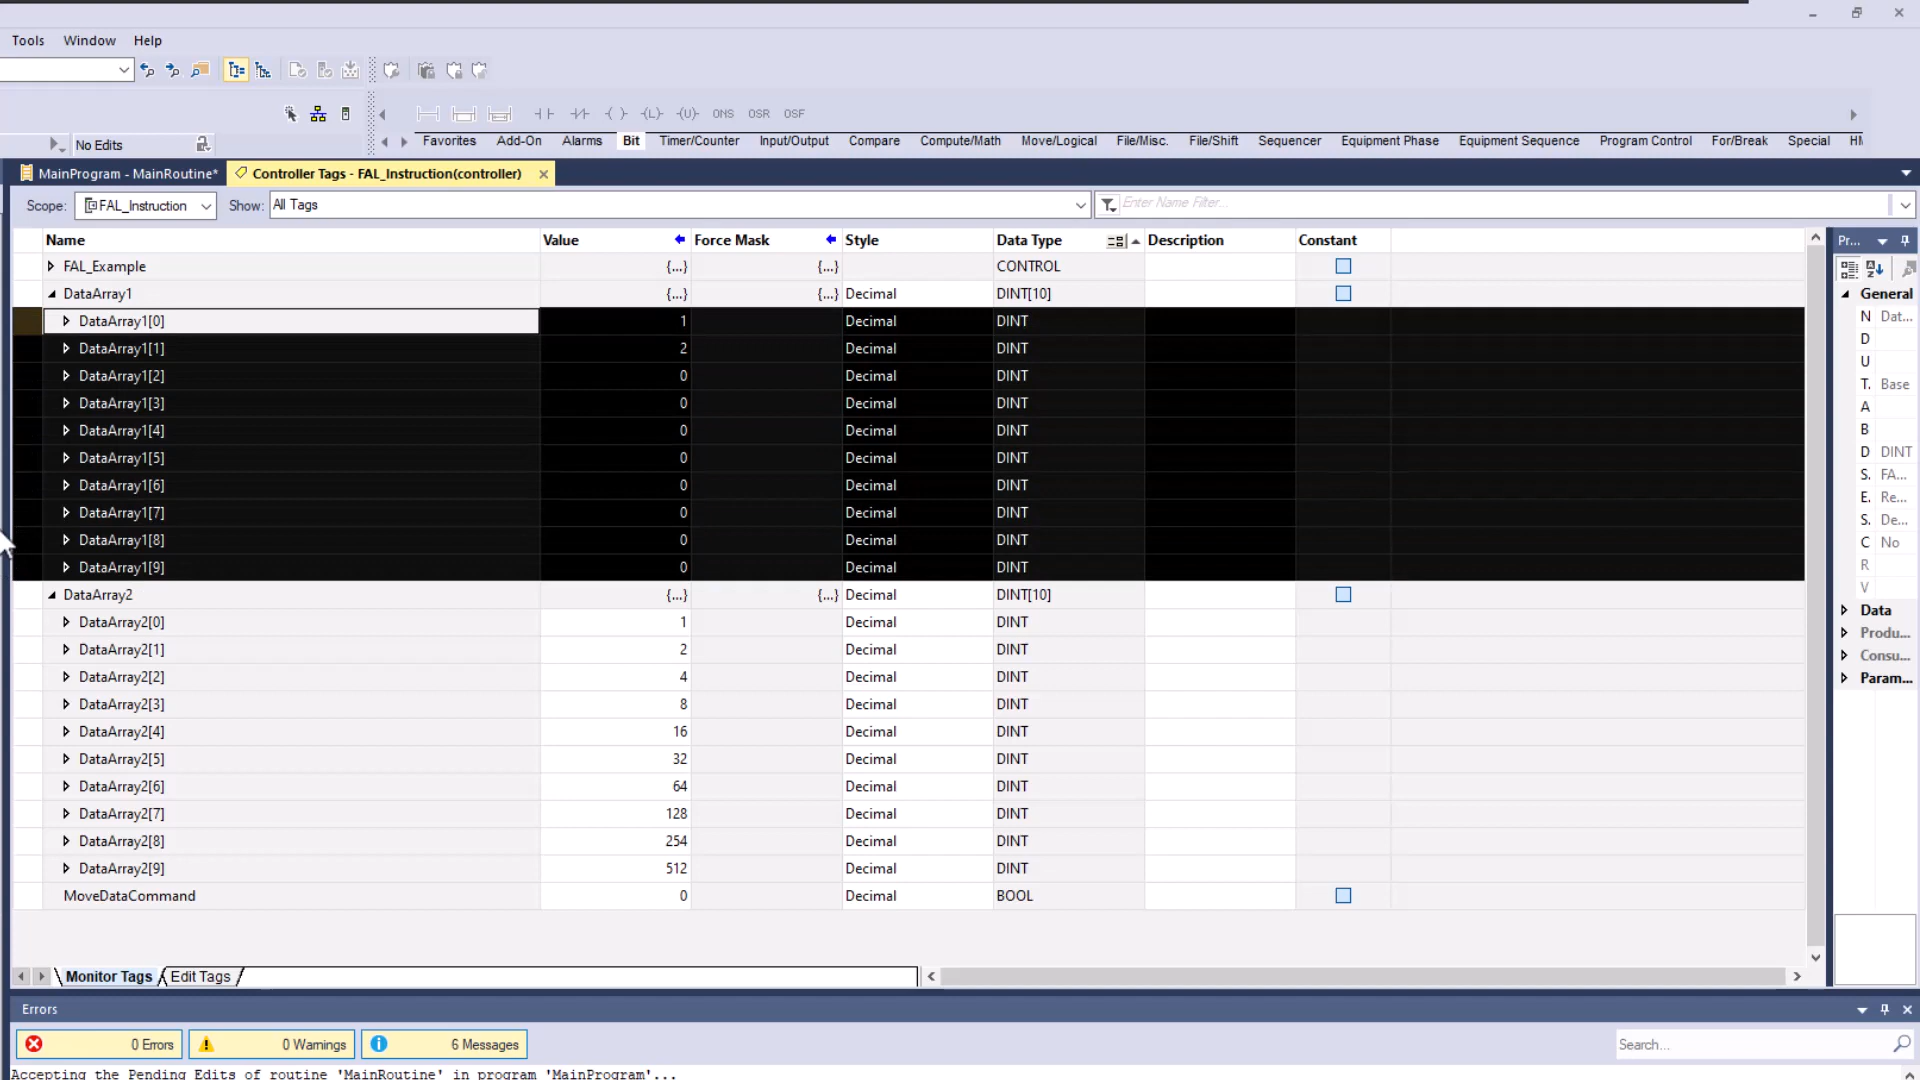 Tools Window Help
ONS OSR OSF
No Edits
Favorites Add-On Alarms Bit Timer/Counter Input/Output Compare Compute/Math Move/Logical File/Misc. File/Shift Sequencer Equipment Phase Equipment Sequence Program Control For/Break Special
MainProgram - MainRoutine* Controller Tags - FAL_Instruction(controller)
Scope: FAL_Instruction Show: All Tags Enter Name Filter...
Name Value Force Mask Style Data Type Description Constant
FAL_Example {...} {...} CONTROL
DataArray1 {...} {...} Decimal DINT[10]
DataArray1[0] 1 Decimal DINT
DataArray1[1] 2 Decimal DINT
DataArray1[2] 0 Decimal DINT
DataArray1[3] 0 Decimal DINT
DataArray1[4] 0 Decimal DINT
DataArray1[5] 0 Decimal DINT
DataArray1[6] 0 Decimal DINT
DataArray1[7] 0 Decimal DINT
DataArray1[8] 0 Decimal DINT
DataArray1[9] 0 Decimal DINT
DataArray2 {...} {...} Decimal DINT[10]
DataArray2[0] 1 Decimal DINT
DataArray2[1] 2 Decimal DINT
DataArray2[2] 4 Decimal DINT
DataArray2[3] 8 Decimal DINT
DataArray2[4] 16 Decimal DINT
DataArray2[5] 32 Decimal DINT
DataArray2[6] 64 Decimal DINT
DataArray2[7] 128 Decimal DINT
DataArray2[8] 254 Decimal DINT
DataArray2[9] 512 Decimal DINT
MoveDataCommand 0 Decimal BOOL
Monitor Tags Edit Tags
Pr...
General
N Dat...
D
U
T. Base
A
B
D DINT
S. FA...
E. Re...
S. De...
C No
R
V
Data
Produ...
Consu...
Param...
Errors
0 Errors 0 Warnings 6 Messages Search...
Accepting the Pending Edits of routine 'MainRoutine' in program 'MainProgram'...